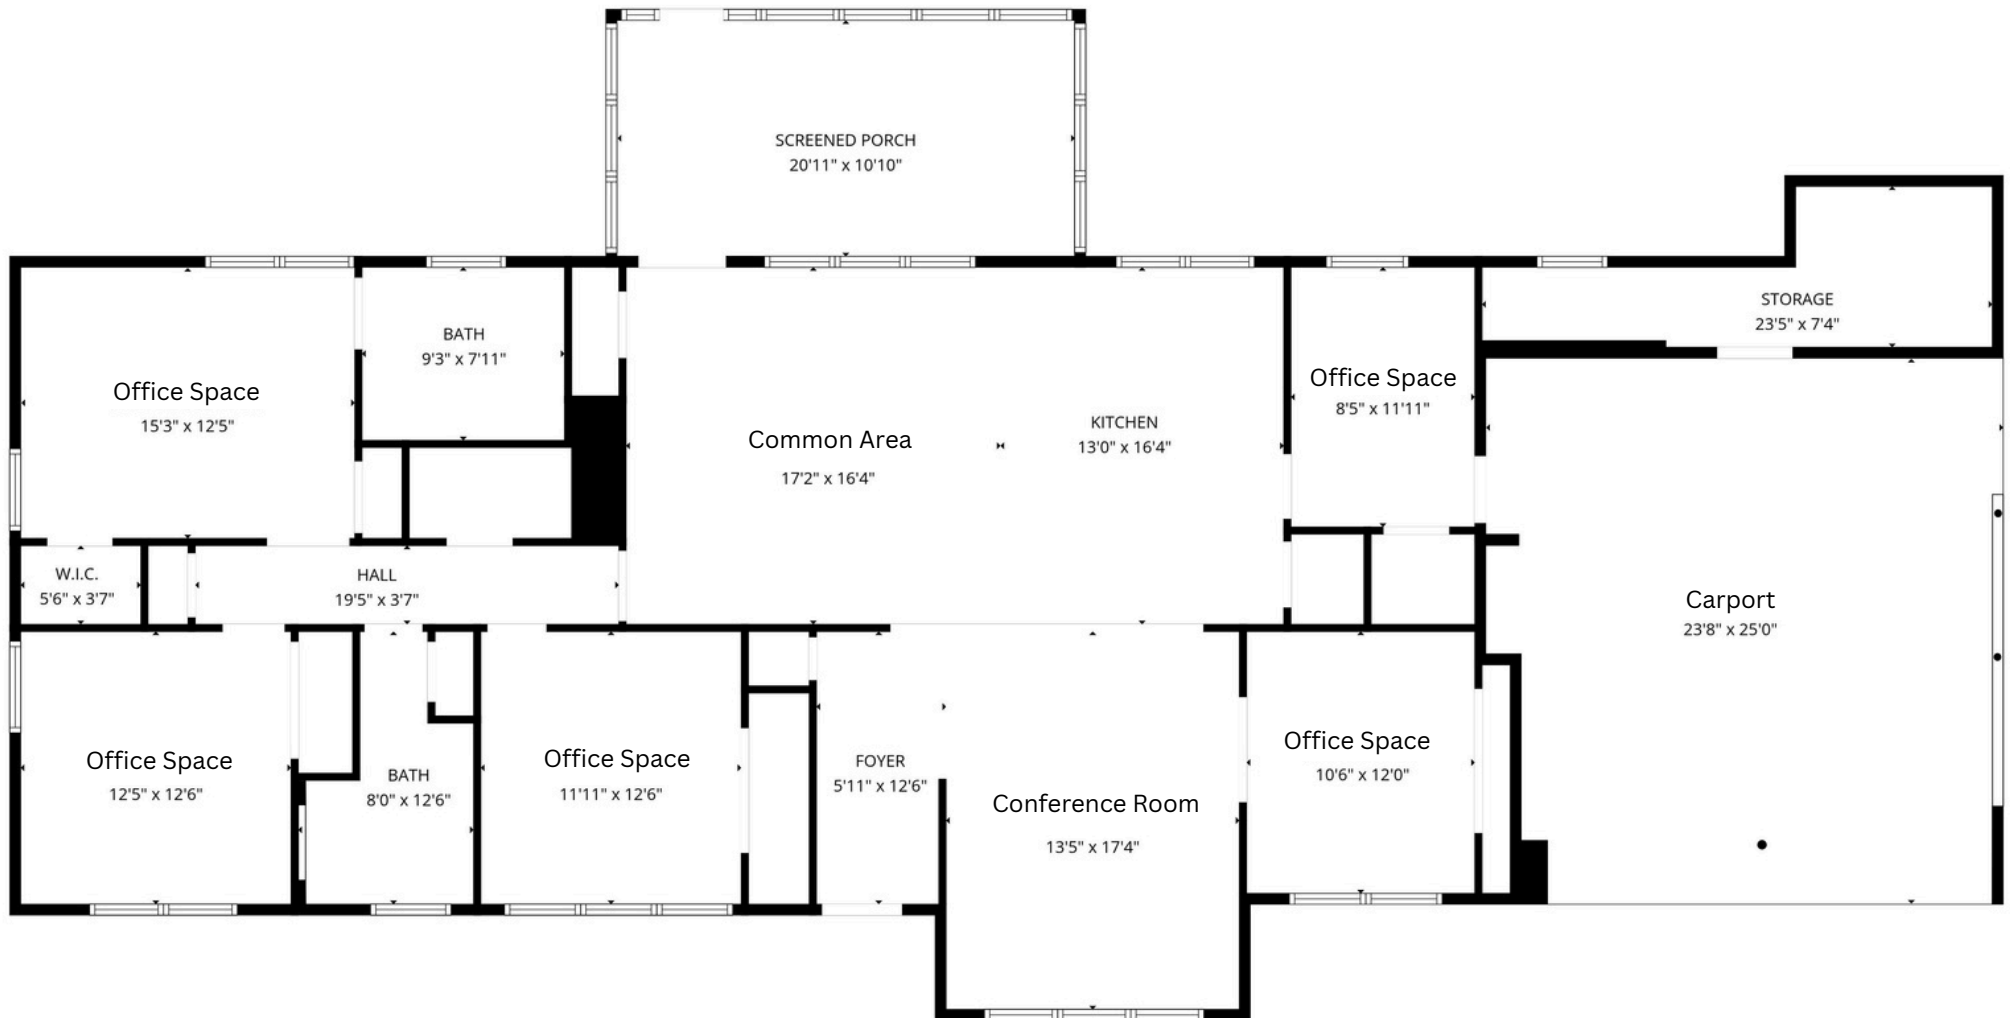 SCREENED PORCH
20'11" x 10'10"
STORAGE
23'5" x 7'4"
BATH
9'3" x 7'11"
Office Space
15'3" x 12'5"
Office Space
8'5" x 11'11"
KITCHEN
13'0" x 16'4"
Common Area
17'2" x 16'4"
W.I.C.
5'6" x 3'7"
HALL
19'5" x 3'7"
Carport
23'8" x 25'0"
Office Space
12'5" x 12'6"
BATH
8'0" x 12'6"
Office Space
11'11" x 12'6"
FOYER
5'11" x 12'6"
Conference Room
13'5" x 17'4"
Office Space
10'6" x 12'0"